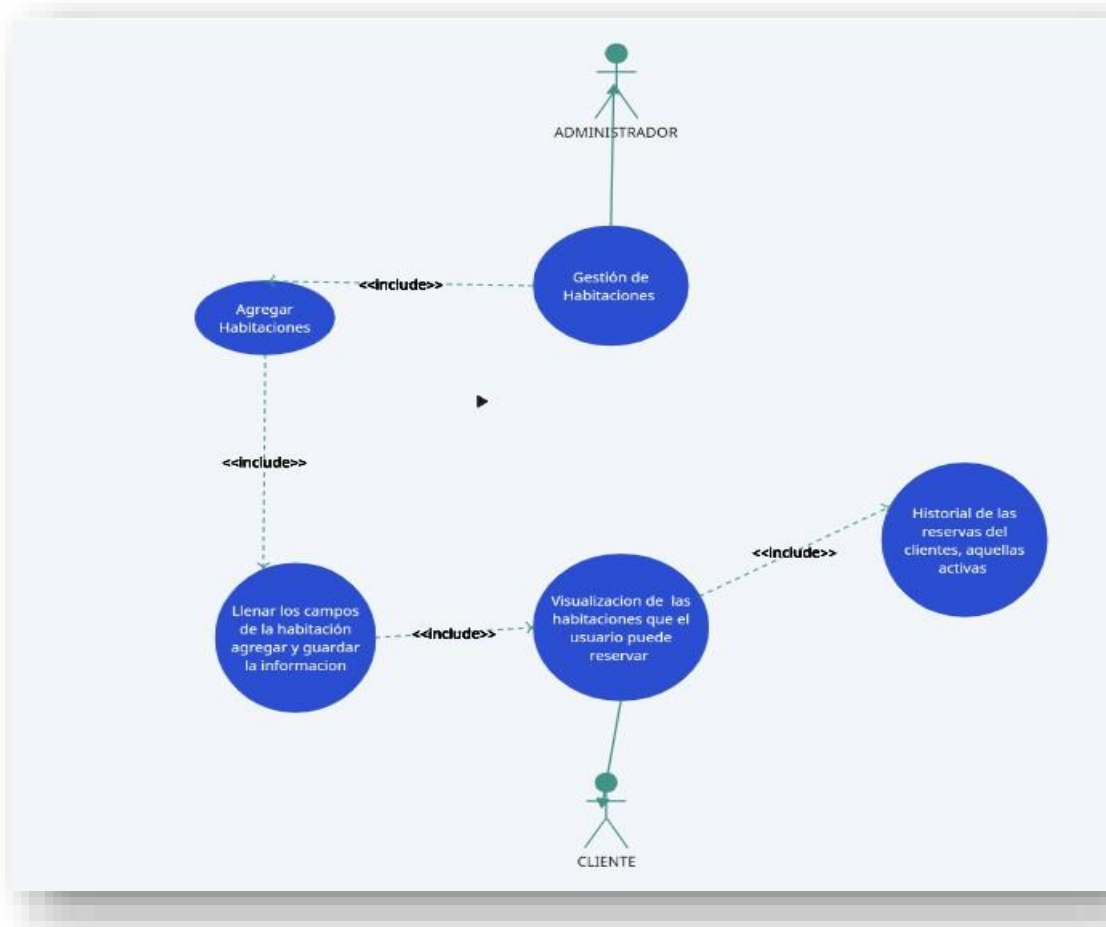 ADMINISTRADOR
Gestión de
Habitaciones
<<include>>
Agregar
Habitaciones
<<include>>
Historial de las
reservas del
clientes, aquellas
activas
<<include>>
Visualizacion de las
habitaciones que el
usuario puede
reservar
<<include>>
Llenar los campos
de la habitación
agregar y guardar
la informacion
CLIENTE